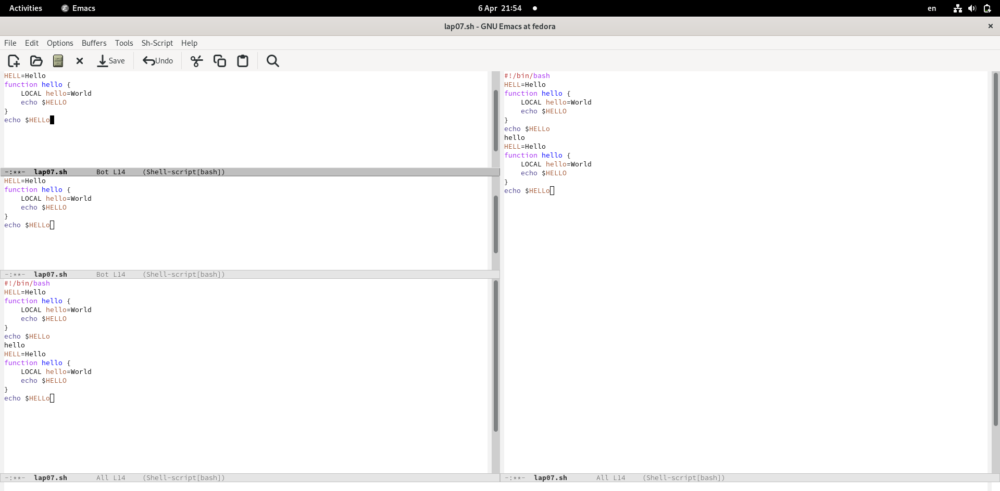 Activities Emacs 6 Apr 21:54 en
lap07.sh - GNU Emacs at fedora
File Edit Options Buffers Tools Sh-Script Help
Save Undo
HELL=Hello
function hello {
    LOCAL hello=World
    echo $HELLO
}
echo $HELLo
-:**-  lap07.sh       Bot L14    (Shell-script[bash])
HELL=Hello
function hello {
    LOCAL hello=World
    echo $HELLO
}
echo $HELLo
-:**-  lap07.sh       Bot L14    (Shell-script[bash])
#!/bin/bash
HELL=Hello
function hello {
    LOCAL hello=World
    echo $HELLO
}
echo $HELLo
hello
HELL=Hello
function hello {
    LOCAL hello=World
    echo $HELLO
}
echo $HELLo
-:**-  lap07.sh       All L14    (Shell-script[bash])
#!/bin/bash
HELL=Hello
function hello {
    LOCAL hello=World
    echo $HELLO
}
echo $HELLo
hello
HELL=Hello
function hello {
    LOCAL hello=World
    echo $HELLO
}
echo $HELLo
-:**-  lap07.sh       All L14    (Shell-script[bash])